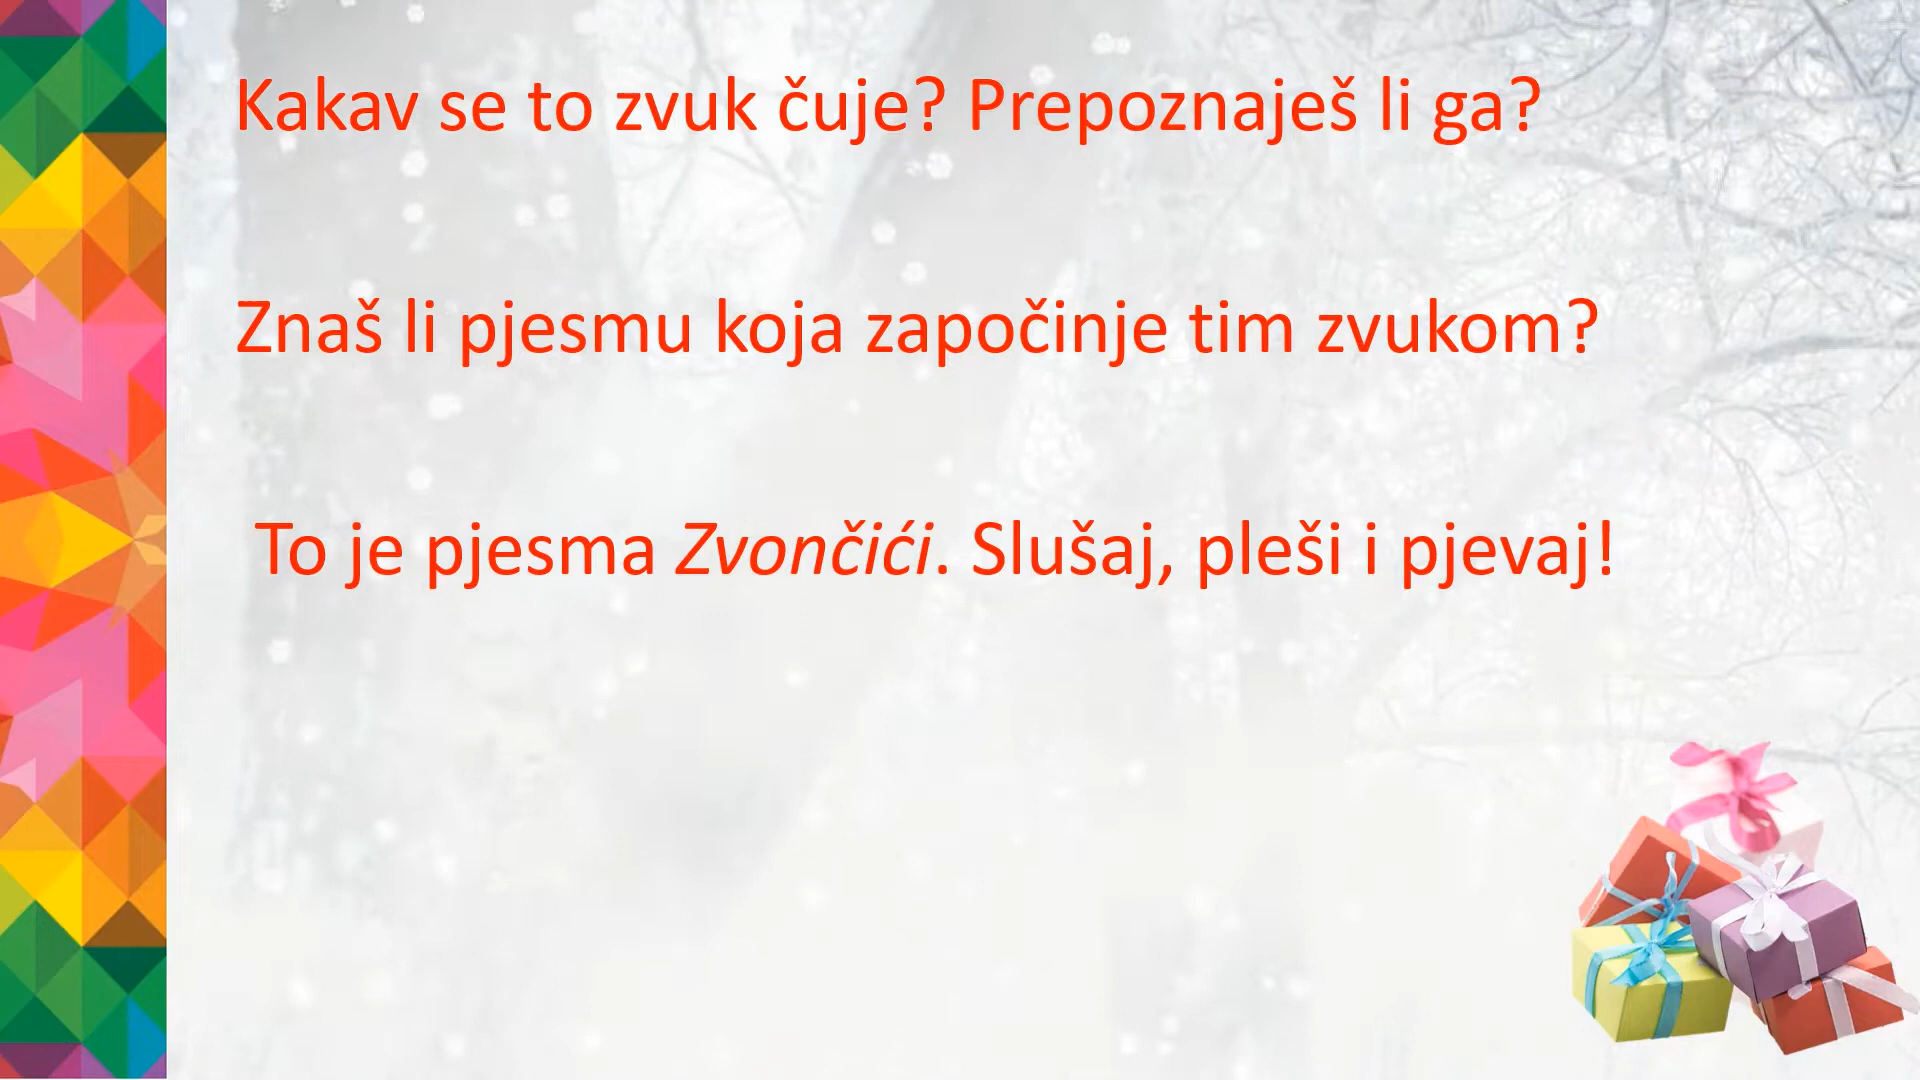 Kakav se to zvuk čuje? Prepoznaješ li ga?
Znaš li pjesmu koja započinje tim zvukom?
To je pjesma Zvončići. Slušaj, pleši i pjevaj!